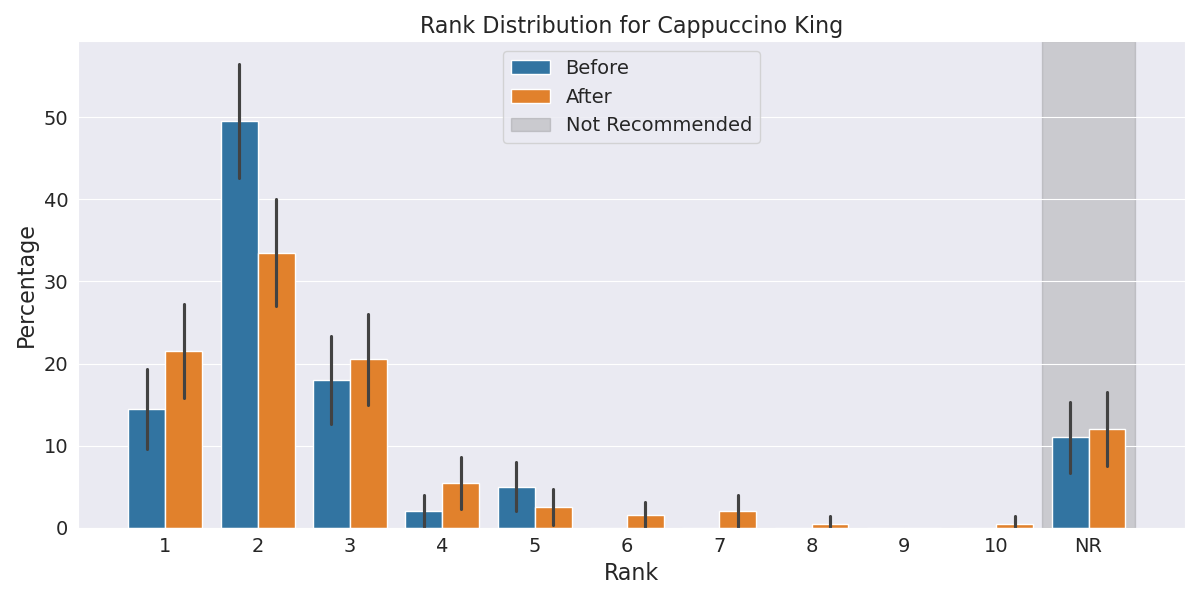 Rank Distribution for Cappuccino King
Before
After
Not Recommended
Percentage
50
40
30
20
10
0
1 2 3 4 5 6 7 8 9 10 NR
Rank